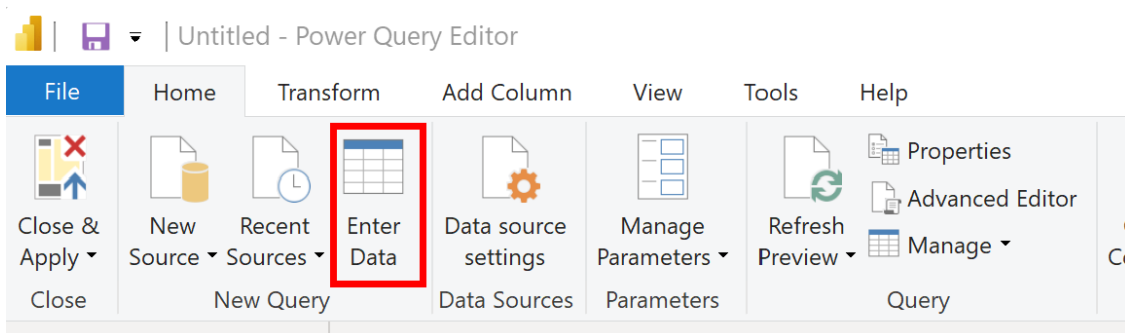 Untitled - Power Query Editor
File Home Transform Add Column View Tools Help
Close & Apply
New Source
Recent Sources
Enter Data
Data source settings
Manage Parameters
Refresh Preview
Properties
Advanced Editor
Manage
Close
New Query
Data Sources
Parameters
Query